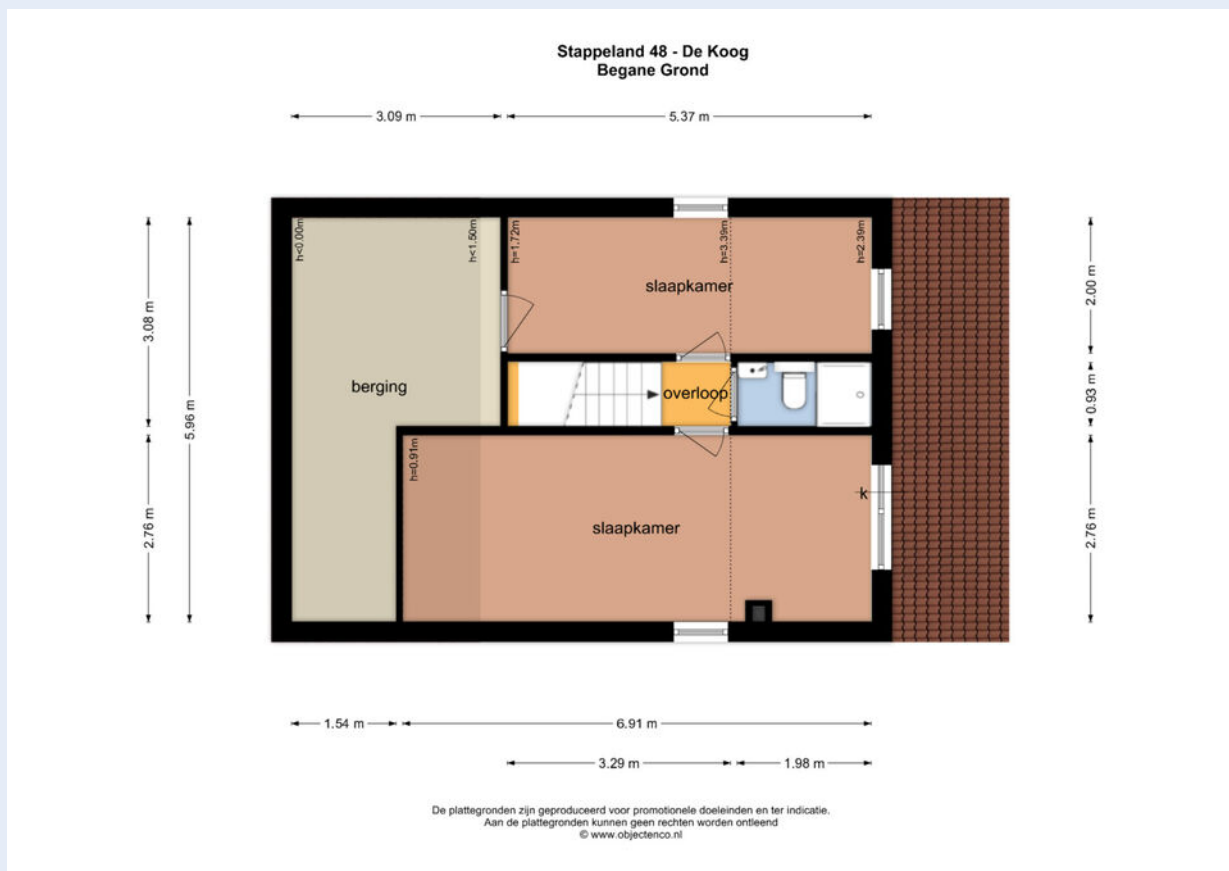 Stappeland 48 - De Koog
Begane Grond
3.09 m
5.37 m
h<0.00m
h<1.50m
h=1.72m
h=3.39m
h=2.39m
slaapkamer
3.08 m
5.96 m
2.00 m
berging
overloop
0.93 m
h=0.91m
k
slaapkamer
2.76 m
2.76 m
1.54 m
6.91 m
3.29 m
1.98 m
De plattegronden zijn geproduceerd voor promotionele doeleinden en ter indicatie.
Aan de plattegronden kunnen geen rechten worden ontleend
© www.objectenco.nl